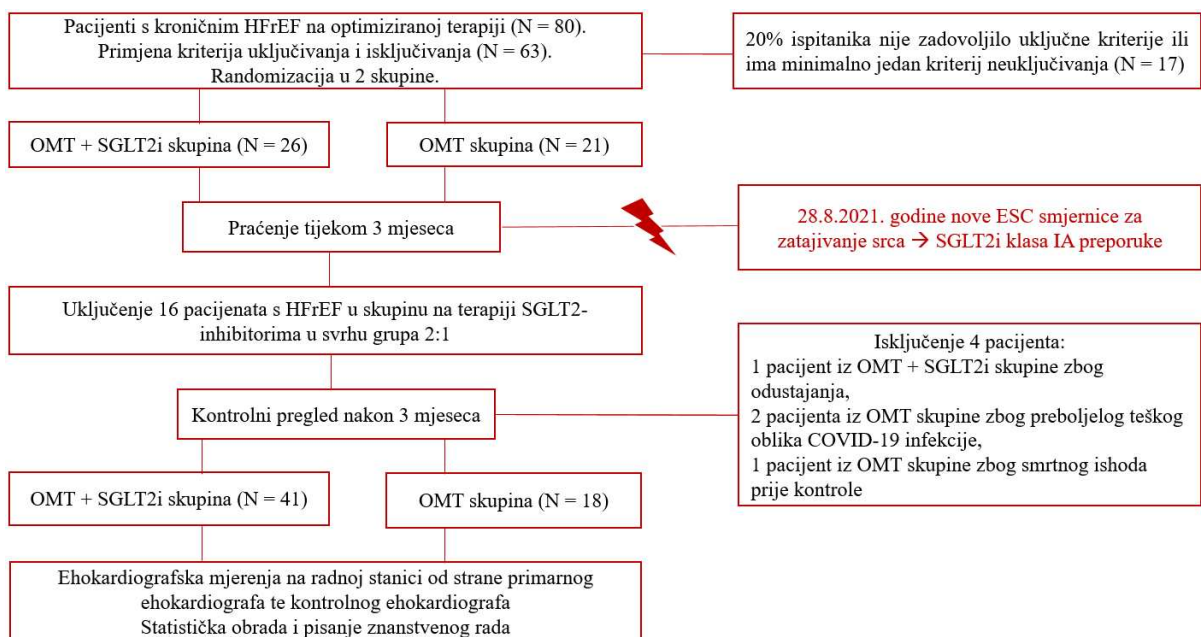 Pacijenti s kroničnim HFrEF na optimiziranoj terapiji (N = 80).
Primjena kriterija uključivanja i isključivanja (N = 63).
Randomizacija u 2 skupine.
20% ispitanika nije zadovoljilo uključne kriterije ili
ima minimalno jedan kriterij neuključivanja (N = 17)
OMT + SGLT2i skupina (N = 26)
OMT skupina (N = 21)
Praćenje tijekom 3 mjeseca
28.8.2021. godine nove ESC smjernice za
zatajivanje srca → SGLT2i klasa IA preporuke
Uključenje 16 pacijenata s HFrEF u skupinu na terapiji SGLT2-
inhibitorima u svrhu grupa 2:1
Isključenje 4 pacijenta:
1 pacijent iz OMT + SGLT2i skupine zbog
odustajanja,
2 pacijenta iz OMT skupine zbog preboljelog teškog
oblika COVID-19 infekcije,
1 pacijent iz OMT skupine zbog smrtnog ishoda
prije kontrole
Kontrolni pregled nakon 3 mjeseca
OMT + SGLT2i skupina (N = 41)
OMT skupina (N = 18)
Ehokardiografska mjerenja na radnoj stanici od strane primarnog
ehokardiografa te kontrolnog ehokardiografa
Statistička obrada i pisanje znanstvenog rada